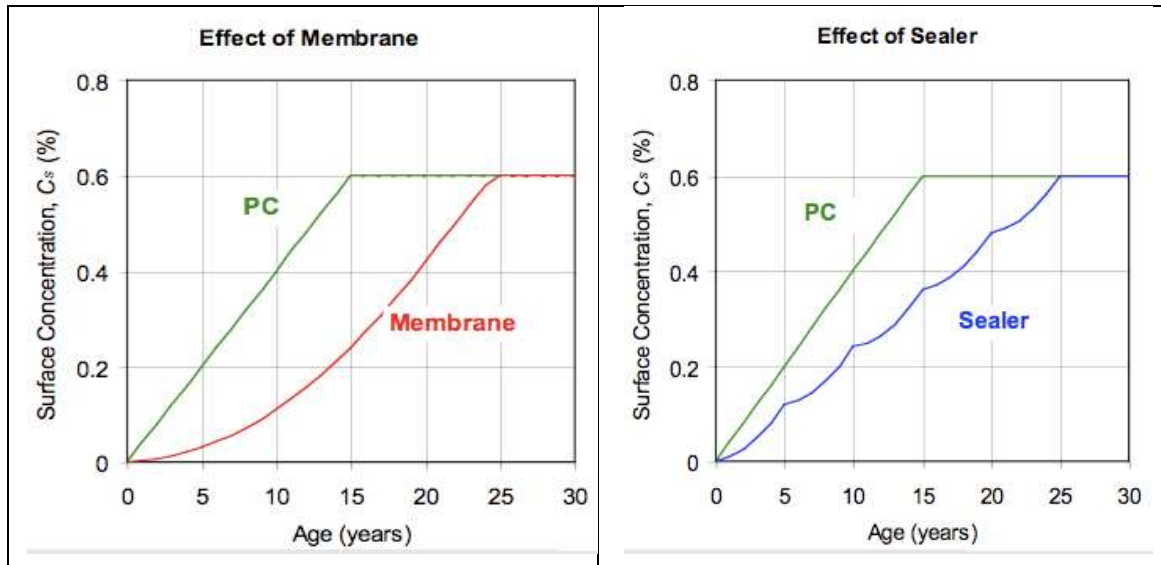 Effect of Membrane
Surface Concentration, Cs (%)
0.8
0.6
0.4
0.2
0
PC
Membrane
0 5 10 15 20 25 30
Age (years)
Effect of Sealer
Surface Concentration, Cs (%)
0.8
0.6
0.4
0.2
0
PC
Sealer
0 5 10 15 20 25 30
Age (years)